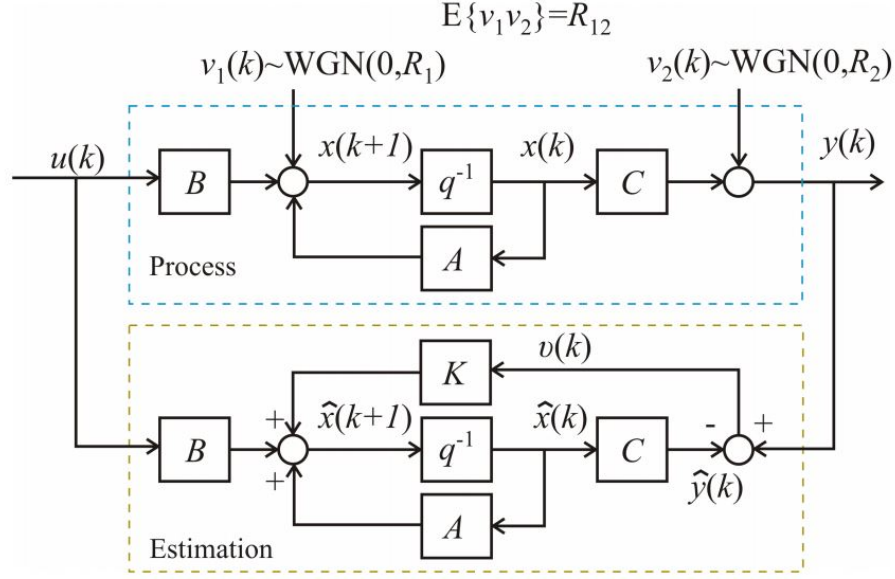 E{v₁v₂}=R₁₂
v₁(k)~WGN(0,R₁) v₂(k)~WGN(0,R₂)
u(k) x(k+1) x(k) y(k)
B q⁻¹ C
A
Process
K υ(k)
+ x̂(k+1) x̂(k) - +
B q⁻¹ C
+ ŷ(k)
A
Estimation